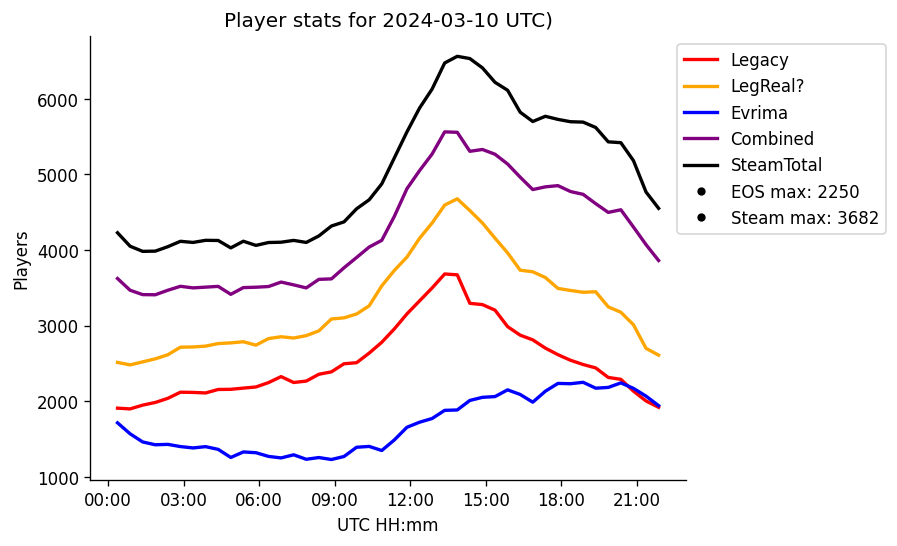 Player stats for 2024-03-10 UTC)
Legacy
LegReal?
Evrima
Combined
SteamTotal
EOS max: 2250
Steam max: 3682
Players
6000
5000
4000
3000
2000
1000
00:00 03:00 06:00 09:00 12:00 15:00 18:00 21:00
UTC HH:mm